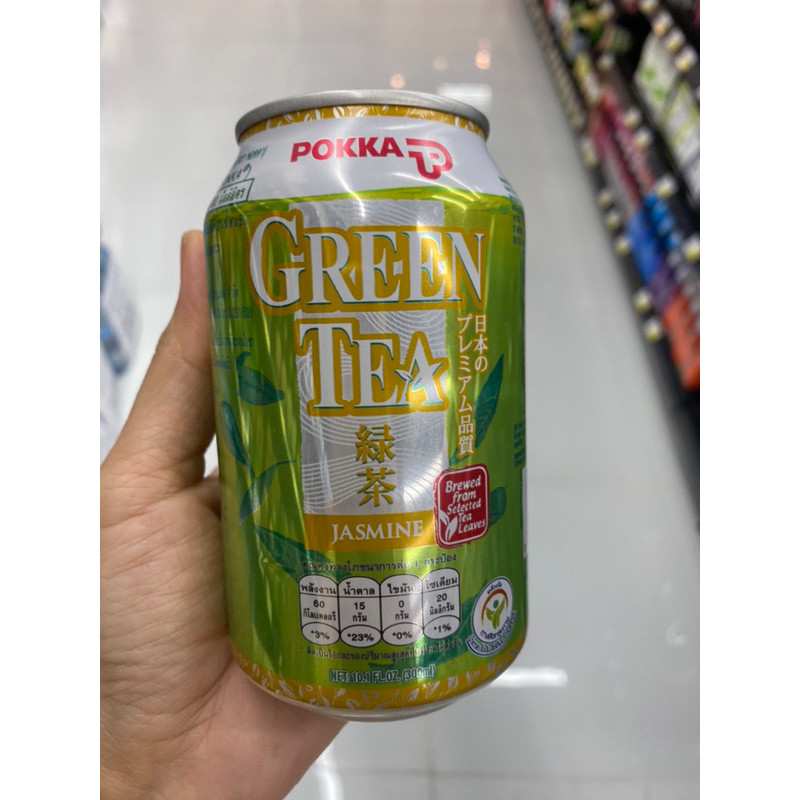 POKKA
GREEN
TEA
日本の
プレミアム品質
緑茶
JASMINE
Brewed
from
Selected
Tea
Leaves
พลังงาน น้ำตาล ไขมัน โซเดียม
60 15 0 20
กิโลแคลอรี กรัม กรัม มิลลิกรัม
*3% *23% *0% *1%
NET. 10.1 FL.OZ. (300ml)